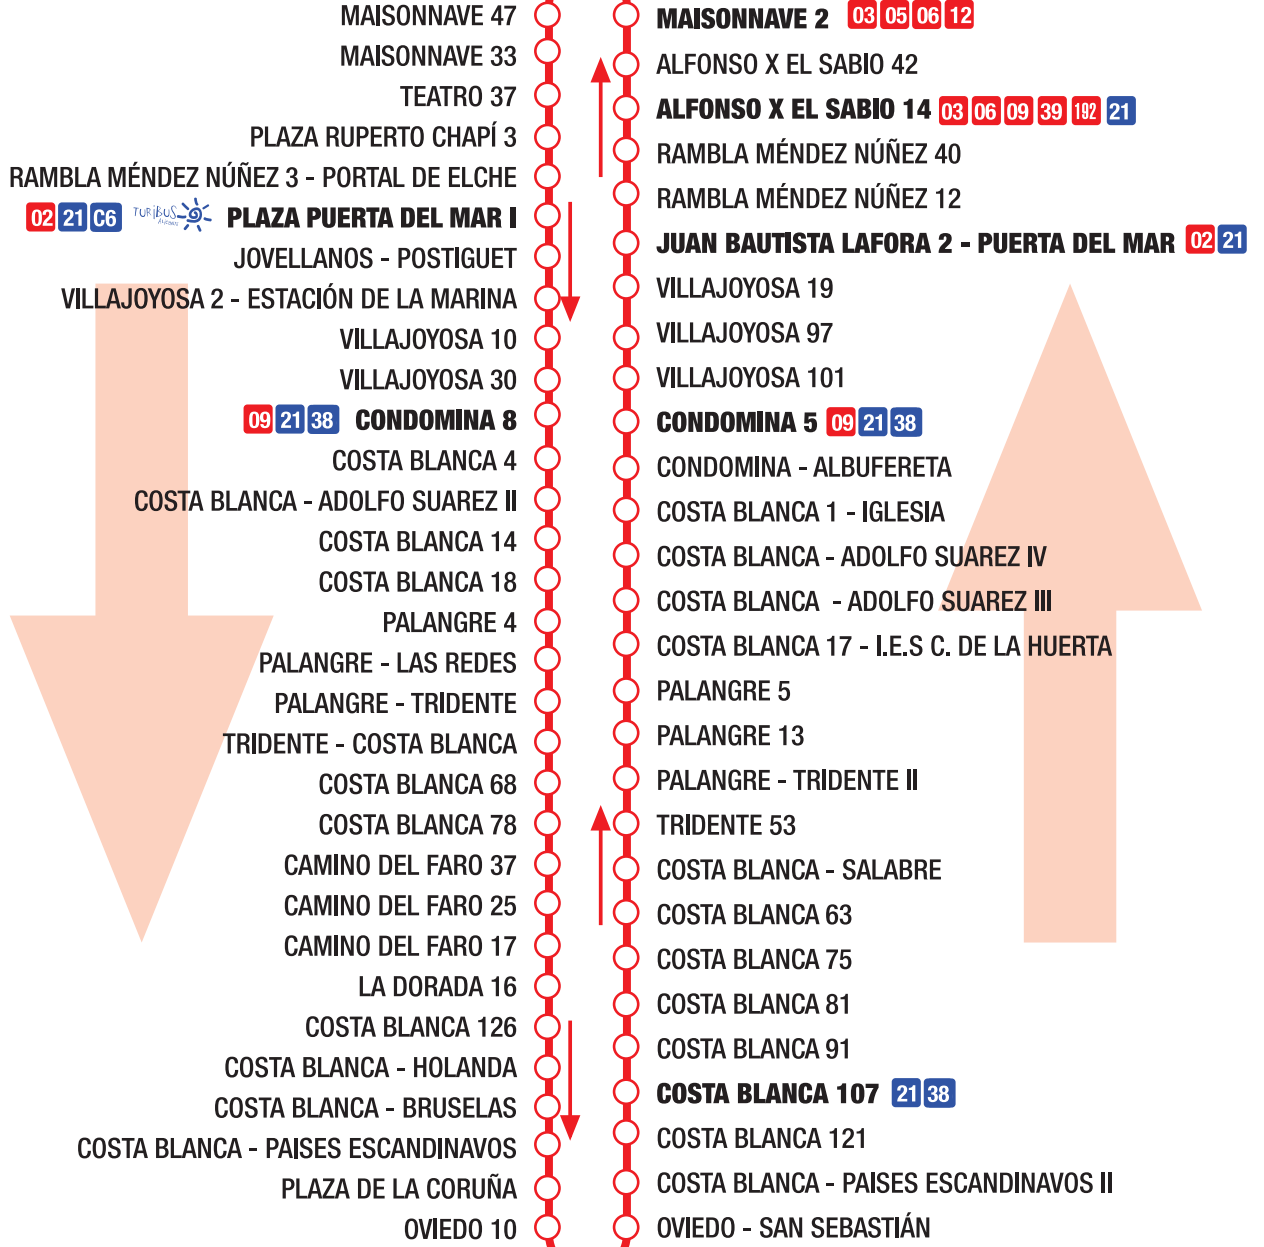 MAISONNAVE 47
MAISONNAVE 33
TEATRO 37
PLAZA RUPERTO CHAPÍ 3
RAMBLA MÉNDEZ NÚÑEZ 3 - PORTAL DE ELCHE
02 21 C6 TURIBUS PLAZA PUERTA DEL MAR I
JOVELLANOS - POSTIGUET
VILLAJOYOSA 2 - ESTACIÓN DE LA MARINA
VILLAJOYOSA 10
VILLAJOYOSA 30
09 21 38 CONDOMINA 8
COSTA BLANCA 4
COSTA BLANCA - ADOLFO SUAREZ II
COSTA BLANCA 14
COSTA BLANCA 18
PALANGRE 4
PALANGRE - LAS REDES
PALANGRE - TRIDENTE
TRIDENTE - COSTA BLANCA
COSTA BLANCA 68
COSTA BLANCA 78
CAMINO DEL FARO 37
CAMINO DEL FARO 25
CAMINO DEL FARO 17
LA DORADA 16
COSTA BLANCA 126
COSTA BLANCA - HOLANDA
COSTA BLANCA - BRUSELAS
COSTA BLANCA - PAISES ESCANDINAVOS
PLAZA DE LA CORUÑA
OVIEDO 10
MAISONNAVE 2 03 05 06 12
ALFONSO X EL SABIO 42
ALFONSO X EL SABIO 14 03 06 09 39 192 21
RAMBLA MÉNDEZ NÚÑEZ 40
RAMBLA MÉNDEZ NÚÑEZ 12
JUAN BAUTISTA LAFORA 2 - PUERTA DEL MAR 02 21
VILLAJOYOSA 19
VILLAJOYOSA 97
VILLAJOYOSA 101
CONDOMINA 5 09 21 38
CONDOMINA - ALBUFERETA
COSTA BLANCA 1 - IGLESIA
COSTA BLANCA - ADOLFO SUAREZ IV
COSTA BLANCA - ADOLFO SUAREZ III
COSTA BLANCA 17 - I.E.S C. DE LA HUERTA
PALANGRE 5
PALANGRE 13
PALANGRE - TRIDENTE II
TRIDENTE 53
COSTA BLANCA - SALABRE
COSTA BLANCA 63
COSTA BLANCA 75
COSTA BLANCA 81
COSTA BLANCA 91
COSTA BLANCA 107 21 38
COSTA BLANCA 121
COSTA BLANCA - PAISES ESCANDINAVOS II
OVIEDO - SAN SEBASTIÁN